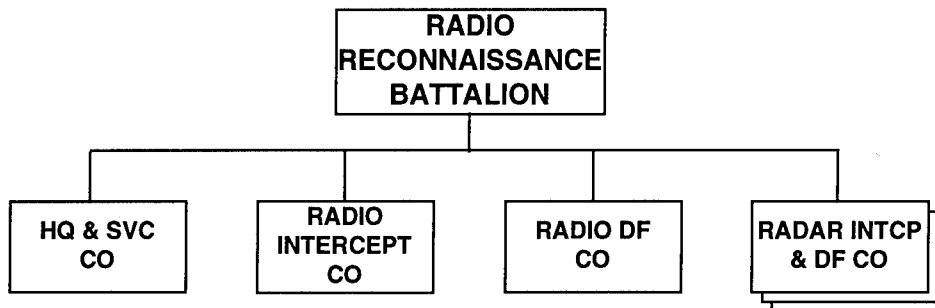 RADIO
RECONNAISSANCE
BATTALION
HQ & SVC
CO
RADIO
INTERCEPT
CO
RADIO DF
CO
RADAR INTCP
& DF CO